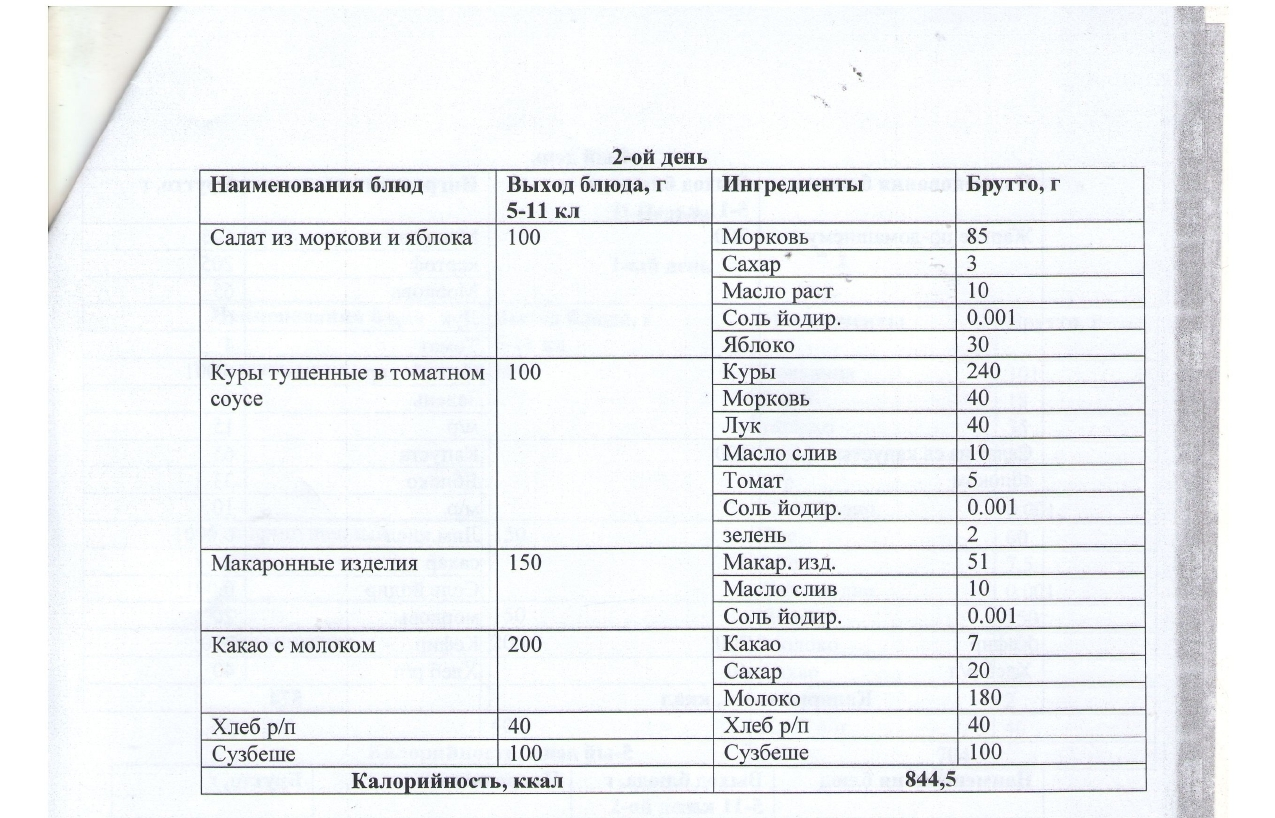 2-ой день
Наименования блюд Выход блюда, г Ингредиенты Брутто, г
5-11 кл
Салат из моркови и яблока 100 Морковь 85
Сахар 3
Масло раст 10
Соль йодир. 0.001
Яблоко 30
Куры тушенные в томатном 100 Куры 240
соусе Морковь 40
Лук 40
Масло слив 10
Томат 5
Соль йодир. 0.001
зелень 2
Макаронные изделия 150 Макар. изд. 51
Масло слив 10
Соль йодир. 0.001
Какао с молоком 200 Какао 7
Сахар 20
Молоко 180
Хлеб р/п 40 Хлеб р/п 40
Сузбеше 100 Сузбеше 100
Калорийность, ккал 844,5